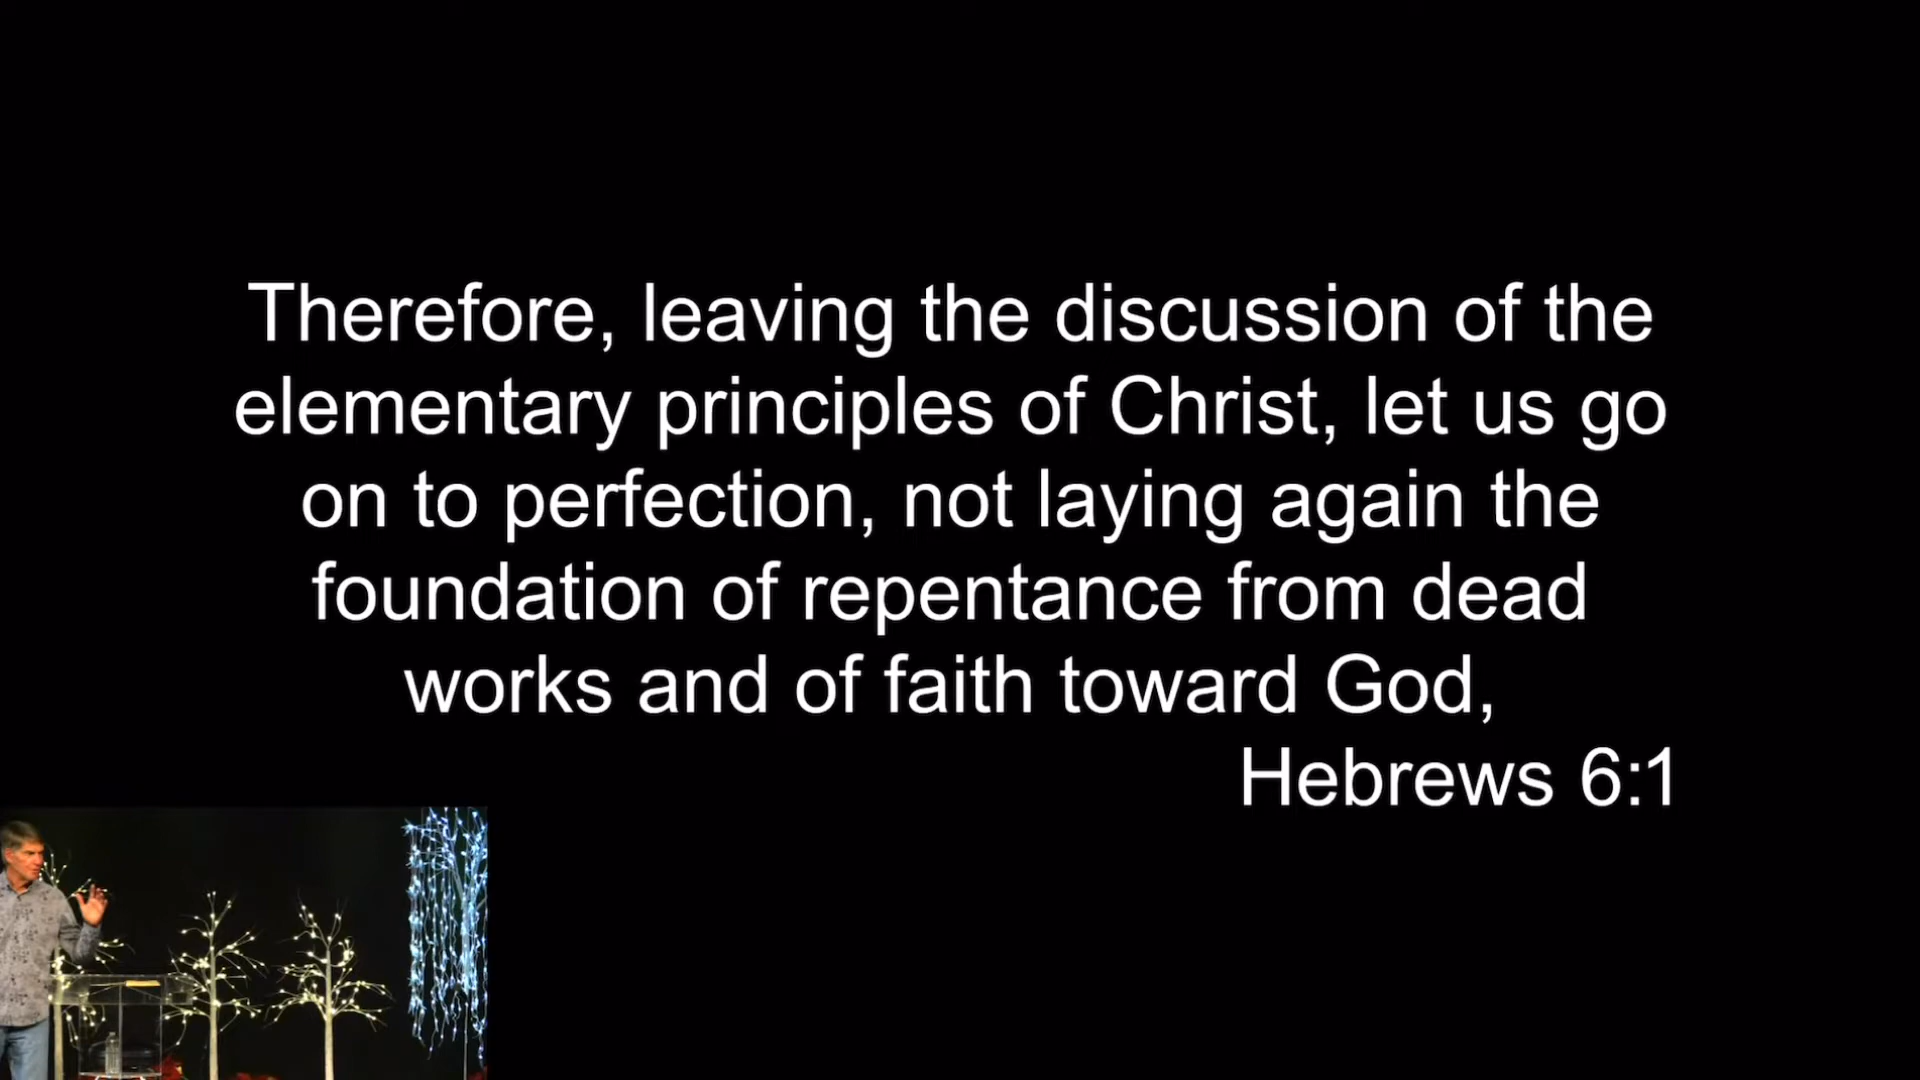 Therefore, leaving the discussion of the
elementary principles of Christ, let us go
on to perfection, not laying again the
foundation of repentance from dead
works and of faith toward God,
Hebrews 6:1